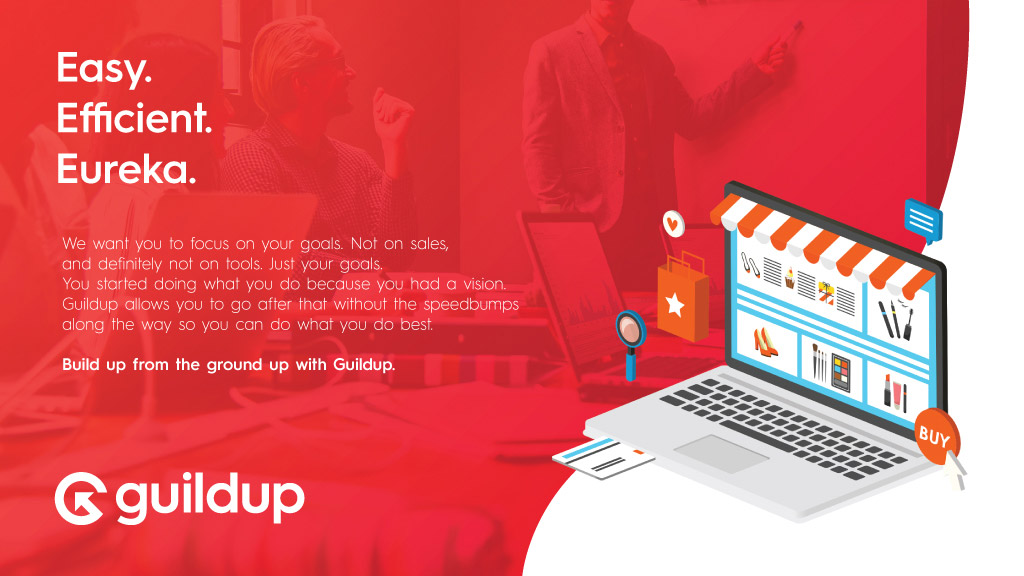 Easy.
Efficient.
Eureka.
We want you to focus on your goals. Not on sales,
and definitely not on tools. Just your goals.
You started doing what you do because you had a vision.
Guildup allows you to go after that without the speedbumps
along the way so you can do what you do best.
Build up from the ground up with Guildup.
BUY
guildup